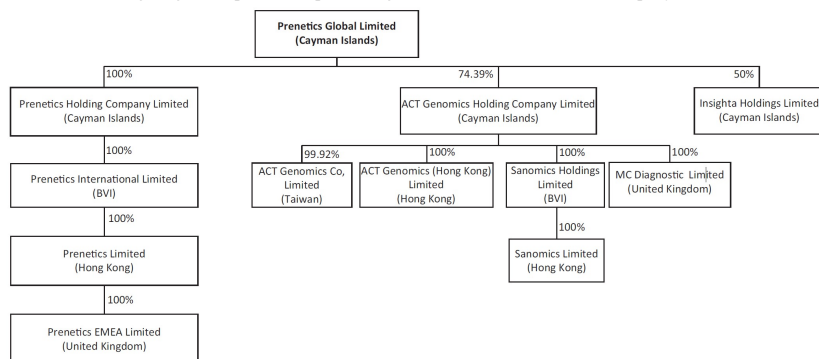 Prenetics Global Limited
(Cayman Islands)
100%
74.39%
50%
Prenetics Holding Company Limited
(Cayman Islands)
ACT Genomics Holding Company Limited
(Cayman Islands)
Insighta Holdings Limited
(Cayman Islands)
100%
99.92%
100%
100%
100%
Prenetics International Limited
(BVI)
ACT Genomics Co,
Limited
(Taiwan)
ACT Genomics (Hong Kong)
Limited
(Hong Kong)
Sanomics Holdings
Limited
(BVI)
MC Diagnostic Limited
(United Kingdom)
100%
100%
Prenetics Limited
(Hong Kong)
Sanomics Limited
(Hong Kong)
100%
Prenetics EMEA Limited
(United Kingdom)